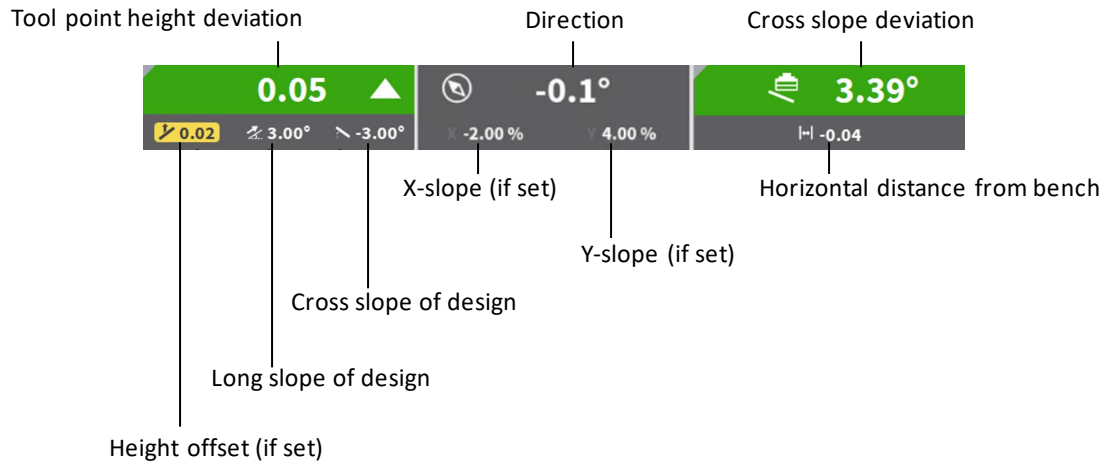 Tool point height deviation Direction Cross slope deviation
0.05 -0.1° 3.39°
0.02 3.00° -3.00° X -2.00 % Y 4.00 % -0.04
X-slope (if set) Horizontal distance from bench
Y-slope (if set)
Cross slope of design
Long slope of design
Height offset (if set)